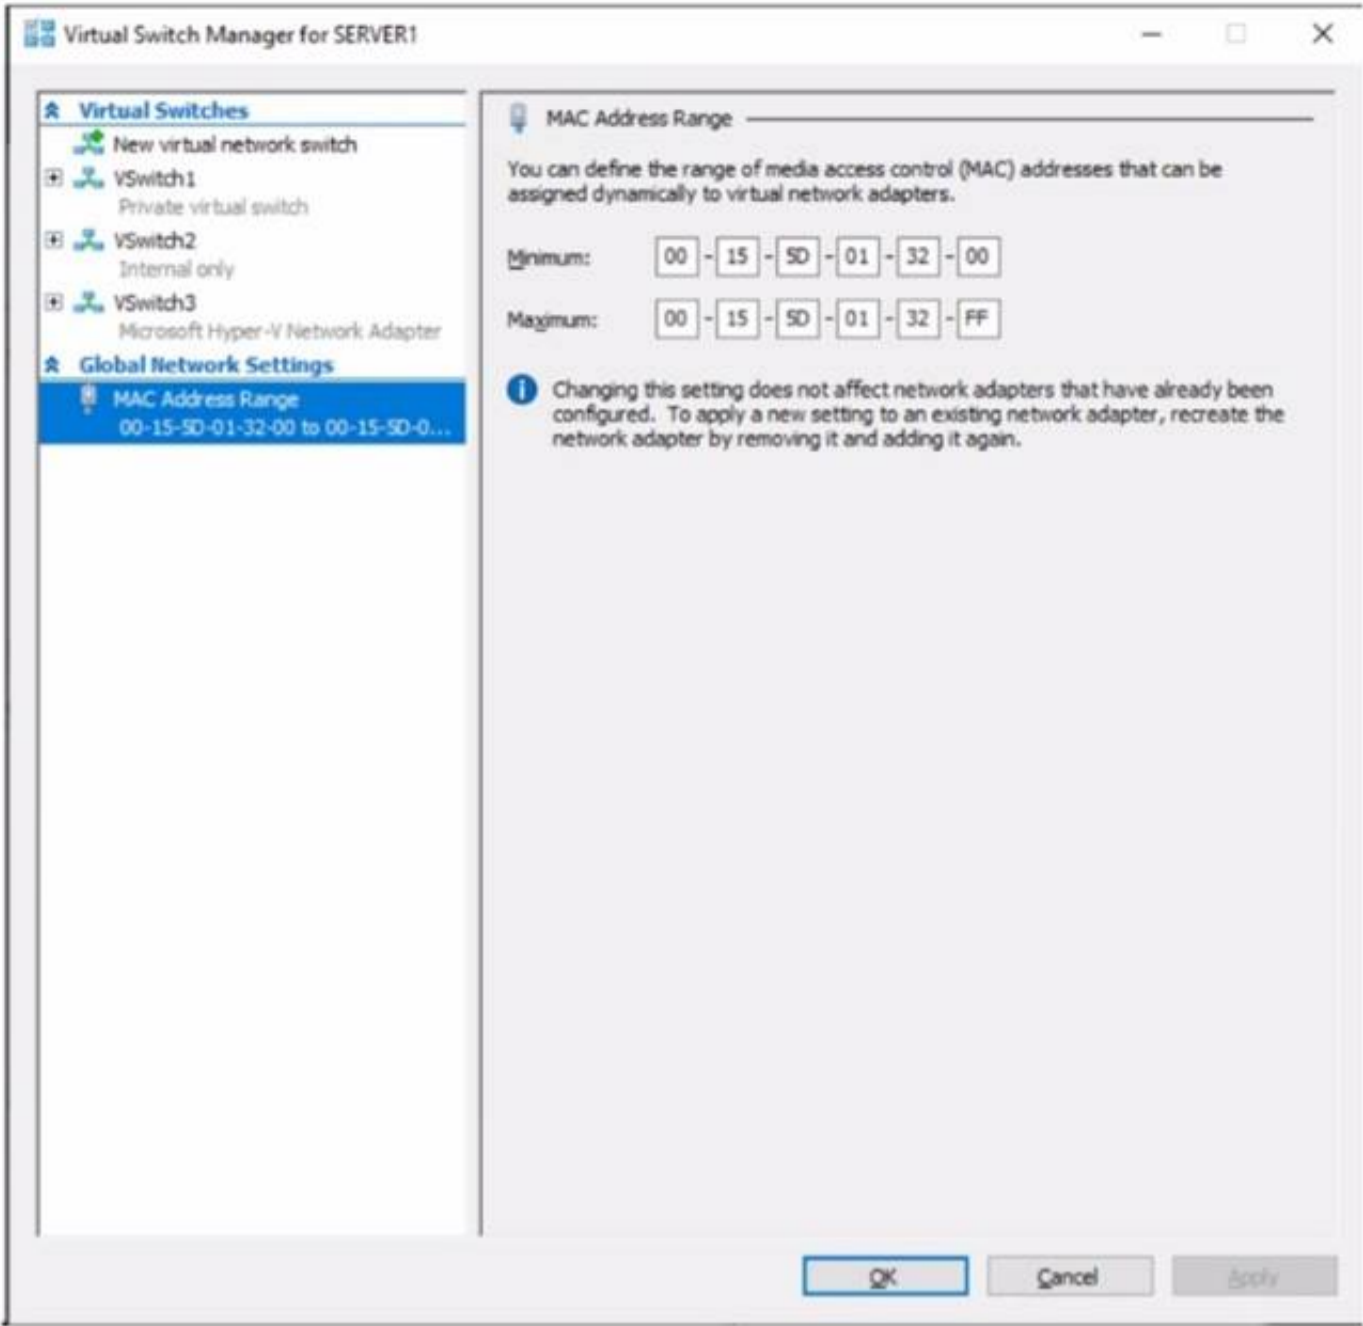 Virtual Switch Manager for SERVER1
Virtual Switches
New virtual network switch
VSwitch1
Private virtual switch
VSwitch2
Internal only
VSwitch3
Microsoft Hyper-V Network Adapter
Global Network Settings
MAC Address Range
00-15-5D-01-32-00 to 00-15-5D-0...
MAC Address Range
You can define the range of media access control (MAC) addresses that can be
assigned dynamically to virtual network adapters.
Minimum: 00 - 15 - 5D - 01 - 32 - 00
Maximum: 00 - 15 - 5D - 01 - 32 - FF
Changing this setting does not affect network adapters that have already been
configured. To apply a new setting to an existing network adapter, recreate the
network adapter by removing it and adding it again.
OK Cancel Apply